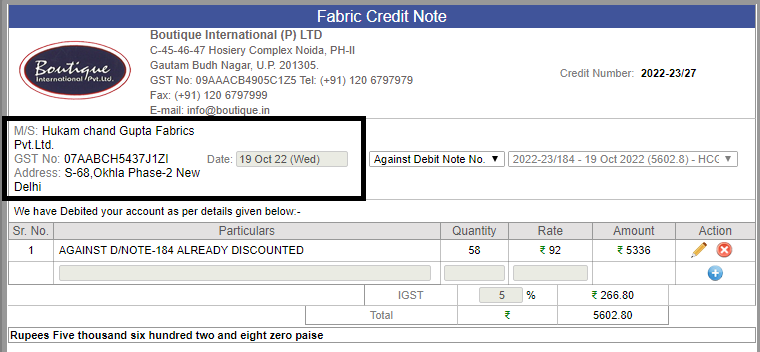 Fabric Credit Note
Boutique International (P) LTD
C-45-46-47 Hosiery Complex Noida, PH-II
Gautam Budh Nagar, U.P. 201305.
GST No: 09AAACB4905C1Z5 Tel: (+91) 120 6797979
Fax: (+91) 120 6797999
E-mail: info@boutique.in
Boutique
International Pvt.Ltd.
Credit Number: 2022-23/27
M/S: Hukam chand Gupta Fabrics
Pvt.Ltd.
GST No: 07AABCH5437J1ZI Date: 19 Oct 22 (Wed)
Address: S-68,Okhla Phase-2 New
Delhi
Against Debit Note No. 2022-23/184 - 19 Oct 2022 (5602.8) - HCG
We have Debited your account as per details given below:-
Sr. No. Particulars Quantity Rate Amount Action
1 AGAINST D/NOTE-184 ALREADY DISCOUNTED 58 ₹ 92 ₹ 5336
IGST 5 % ₹ 266.80
Total ₹ 5602.80
Rupees Five thousand six hundred two and eight zero paise